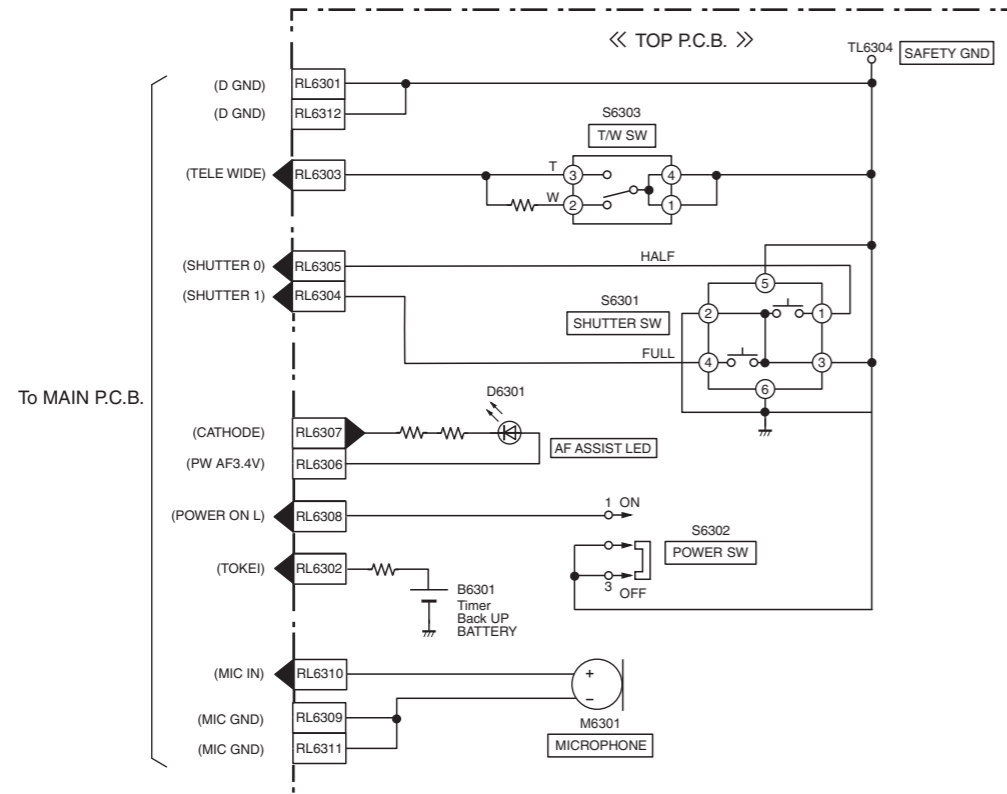 ≪ TOP P.C.B. ≫
TL6304 SAFETY GND
(D GND) RL6301
(D GND) RL6312
S6303
T/W SW
(TELE WIDE) RL6303 T 3 4
W 2 1
(SHUTTER 0) RL6305 HALF
(SHUTTER 1) RL6304
5
S6301
SHUTTER SW
2 1
FULL 4 3
6
To MAIN P.C.B.
D6301
(CATHODE) RL6307
AF ASSIST LED
(PW AF3.4V) RL6306
(POWER ON L) RL6308 1 ON
S6302
POWER SW
3 OFF
(TOKEI) RL6302
B6301
Timer
Back UP
BATTERY
(MIC IN) RL6310 +
(MIC GND) RL6309 –
(MIC GND) RL6311
M6301
MICROPHONE